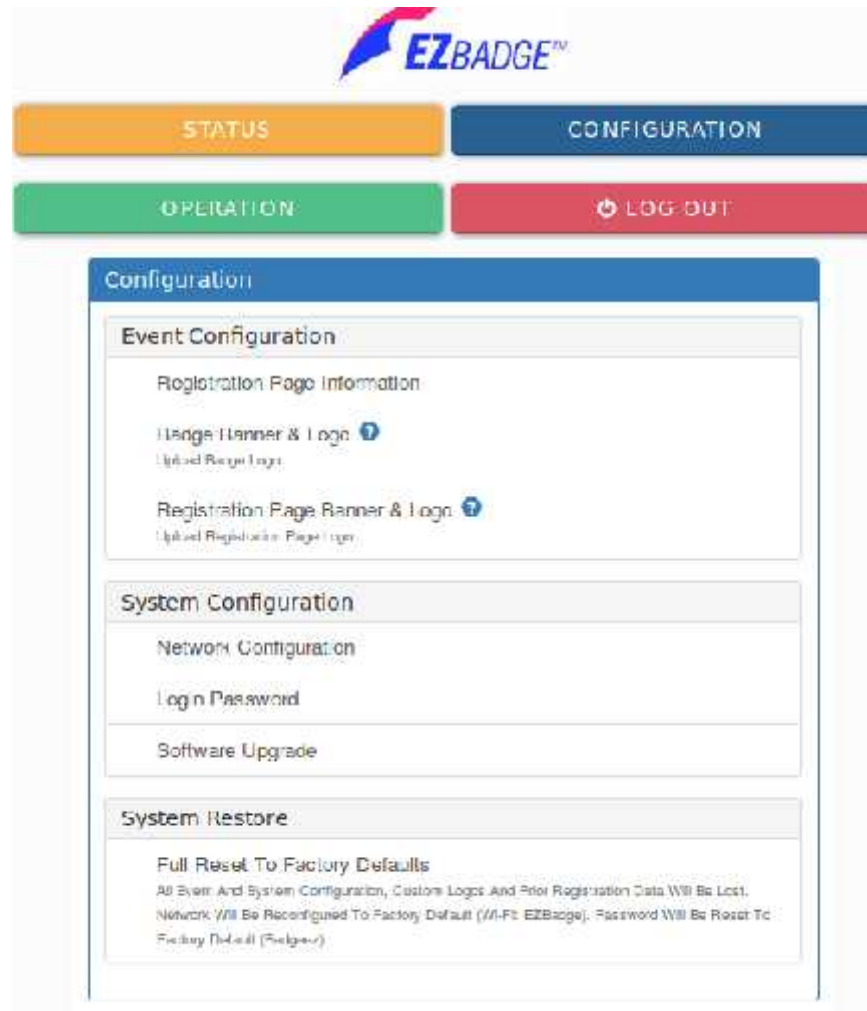 EZBADGE™
STATUS
CONFIGURATION
OPERATION
LOG OUT
Configuration
Event Configuration
Registration Page Information
Badge Banner & Logo
Upload Badge Logo
Registration Page Banner & Logo
Upload Registration Page Logo
System Configuration
Network Configuration
Login Password
Software Upgrade
System Restore
Full Reset To Factory Defaults
All Event And System Configuration, Custom Logos And Prior Registration Data Will Be Lost.
Network Will Be Reconfigured To Factory Default (Wi-Fi: EZBadge). Password Will Be Reset To
Factory Default